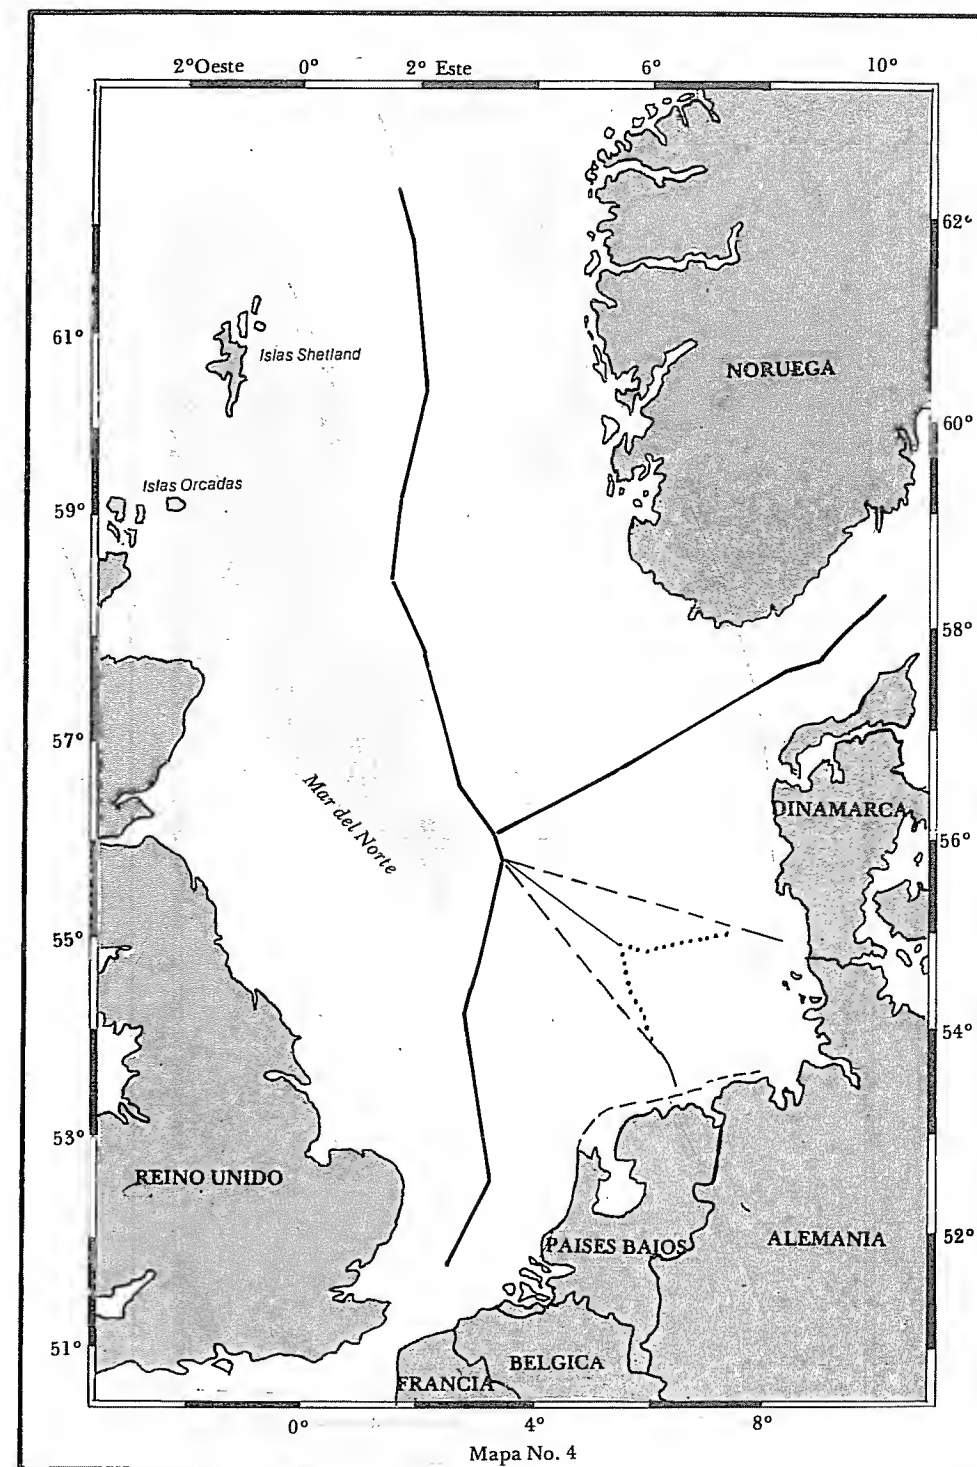 2°Oeste 0° 2° Este 6° 10°
62°
61°
Islas Shetland
NORUEGA
60°
Islas Orcadas
59°
58°
57°
Mar del Norte
DINAMARCA
56°
55°
54°
53°
REINO UNIDO
PAISES BAJOS
ALEMANIA
52°
51°
BELGICA
FRANCIA
0° 4° 8°
Mapa No. 4